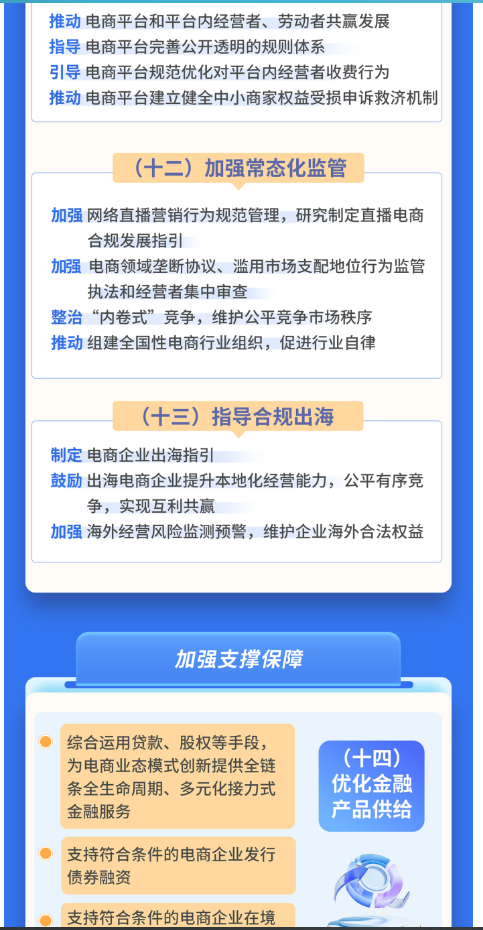 推动 电商平台和平台内经营者、劳动者共赢发展
指导 电商平台完善公开透明的规则体系
引导 电商平台规范优化对平台内经营者收费行为
推动 电商平台建立健全中小商家权益受损申诉救济机制
（十二）加强常态化监管
加强 网络直播营销行为规范管理，研究制定直播电商
合规发展指引
加强 电商领域垄断协议、滥用市场支配地位行为监管
执法和经营者集中审查
整治 “内卷式”竞争，维护公平竞争市场秩序
推动 组建全国性电商行业组织，促进行业自律
（十三）指导合规出海
制定 电商企业出海指引
鼓励 出海电商企业提升本地化经营能力，公平有序竞
争，实现互利共赢
加强 海外经营风险监测预警，维护企业海外合法权益
加强支撑保障
综合运用贷款、股权等手段，
为电商业态模式创新提供全链
条全生命周期、多元化接力式
金融服务
（十四）
优化金融
产品供给
支持符合条件的电商企业发行
债券融资
支持符合条件的电商企业在境